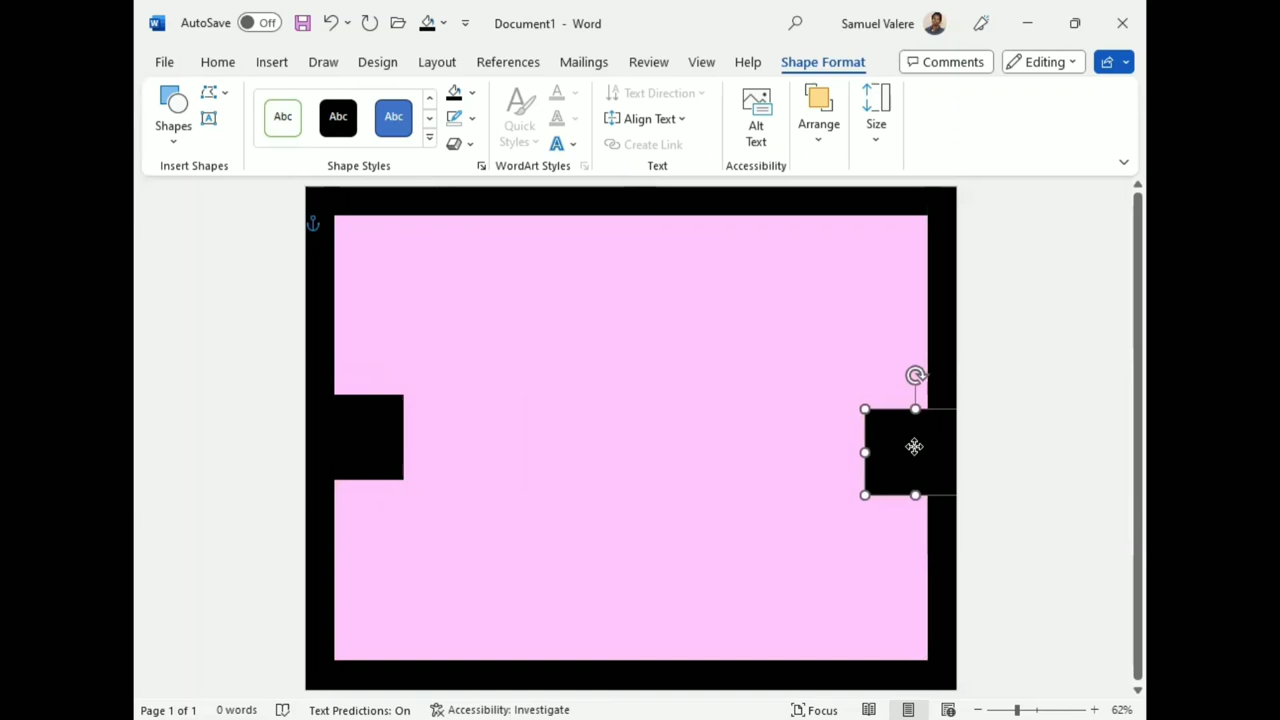 AutoSave Off Document1 - Word Samuel Valere
File Home Insert Draw Design Layout References Mailings Review View Help Shape Format Comments Editing
Shapes
Insert Shapes
Abc Abc Abc
Shape Styles
Quick
Styles
WordArt Styles
Text Direction
Align Text
Create Link
Text
Alt
Text
Accessibility
Arrange
Size
Page 1 of 1 0 words Text Predictions: On Accessibility: Investigate Focus 62%